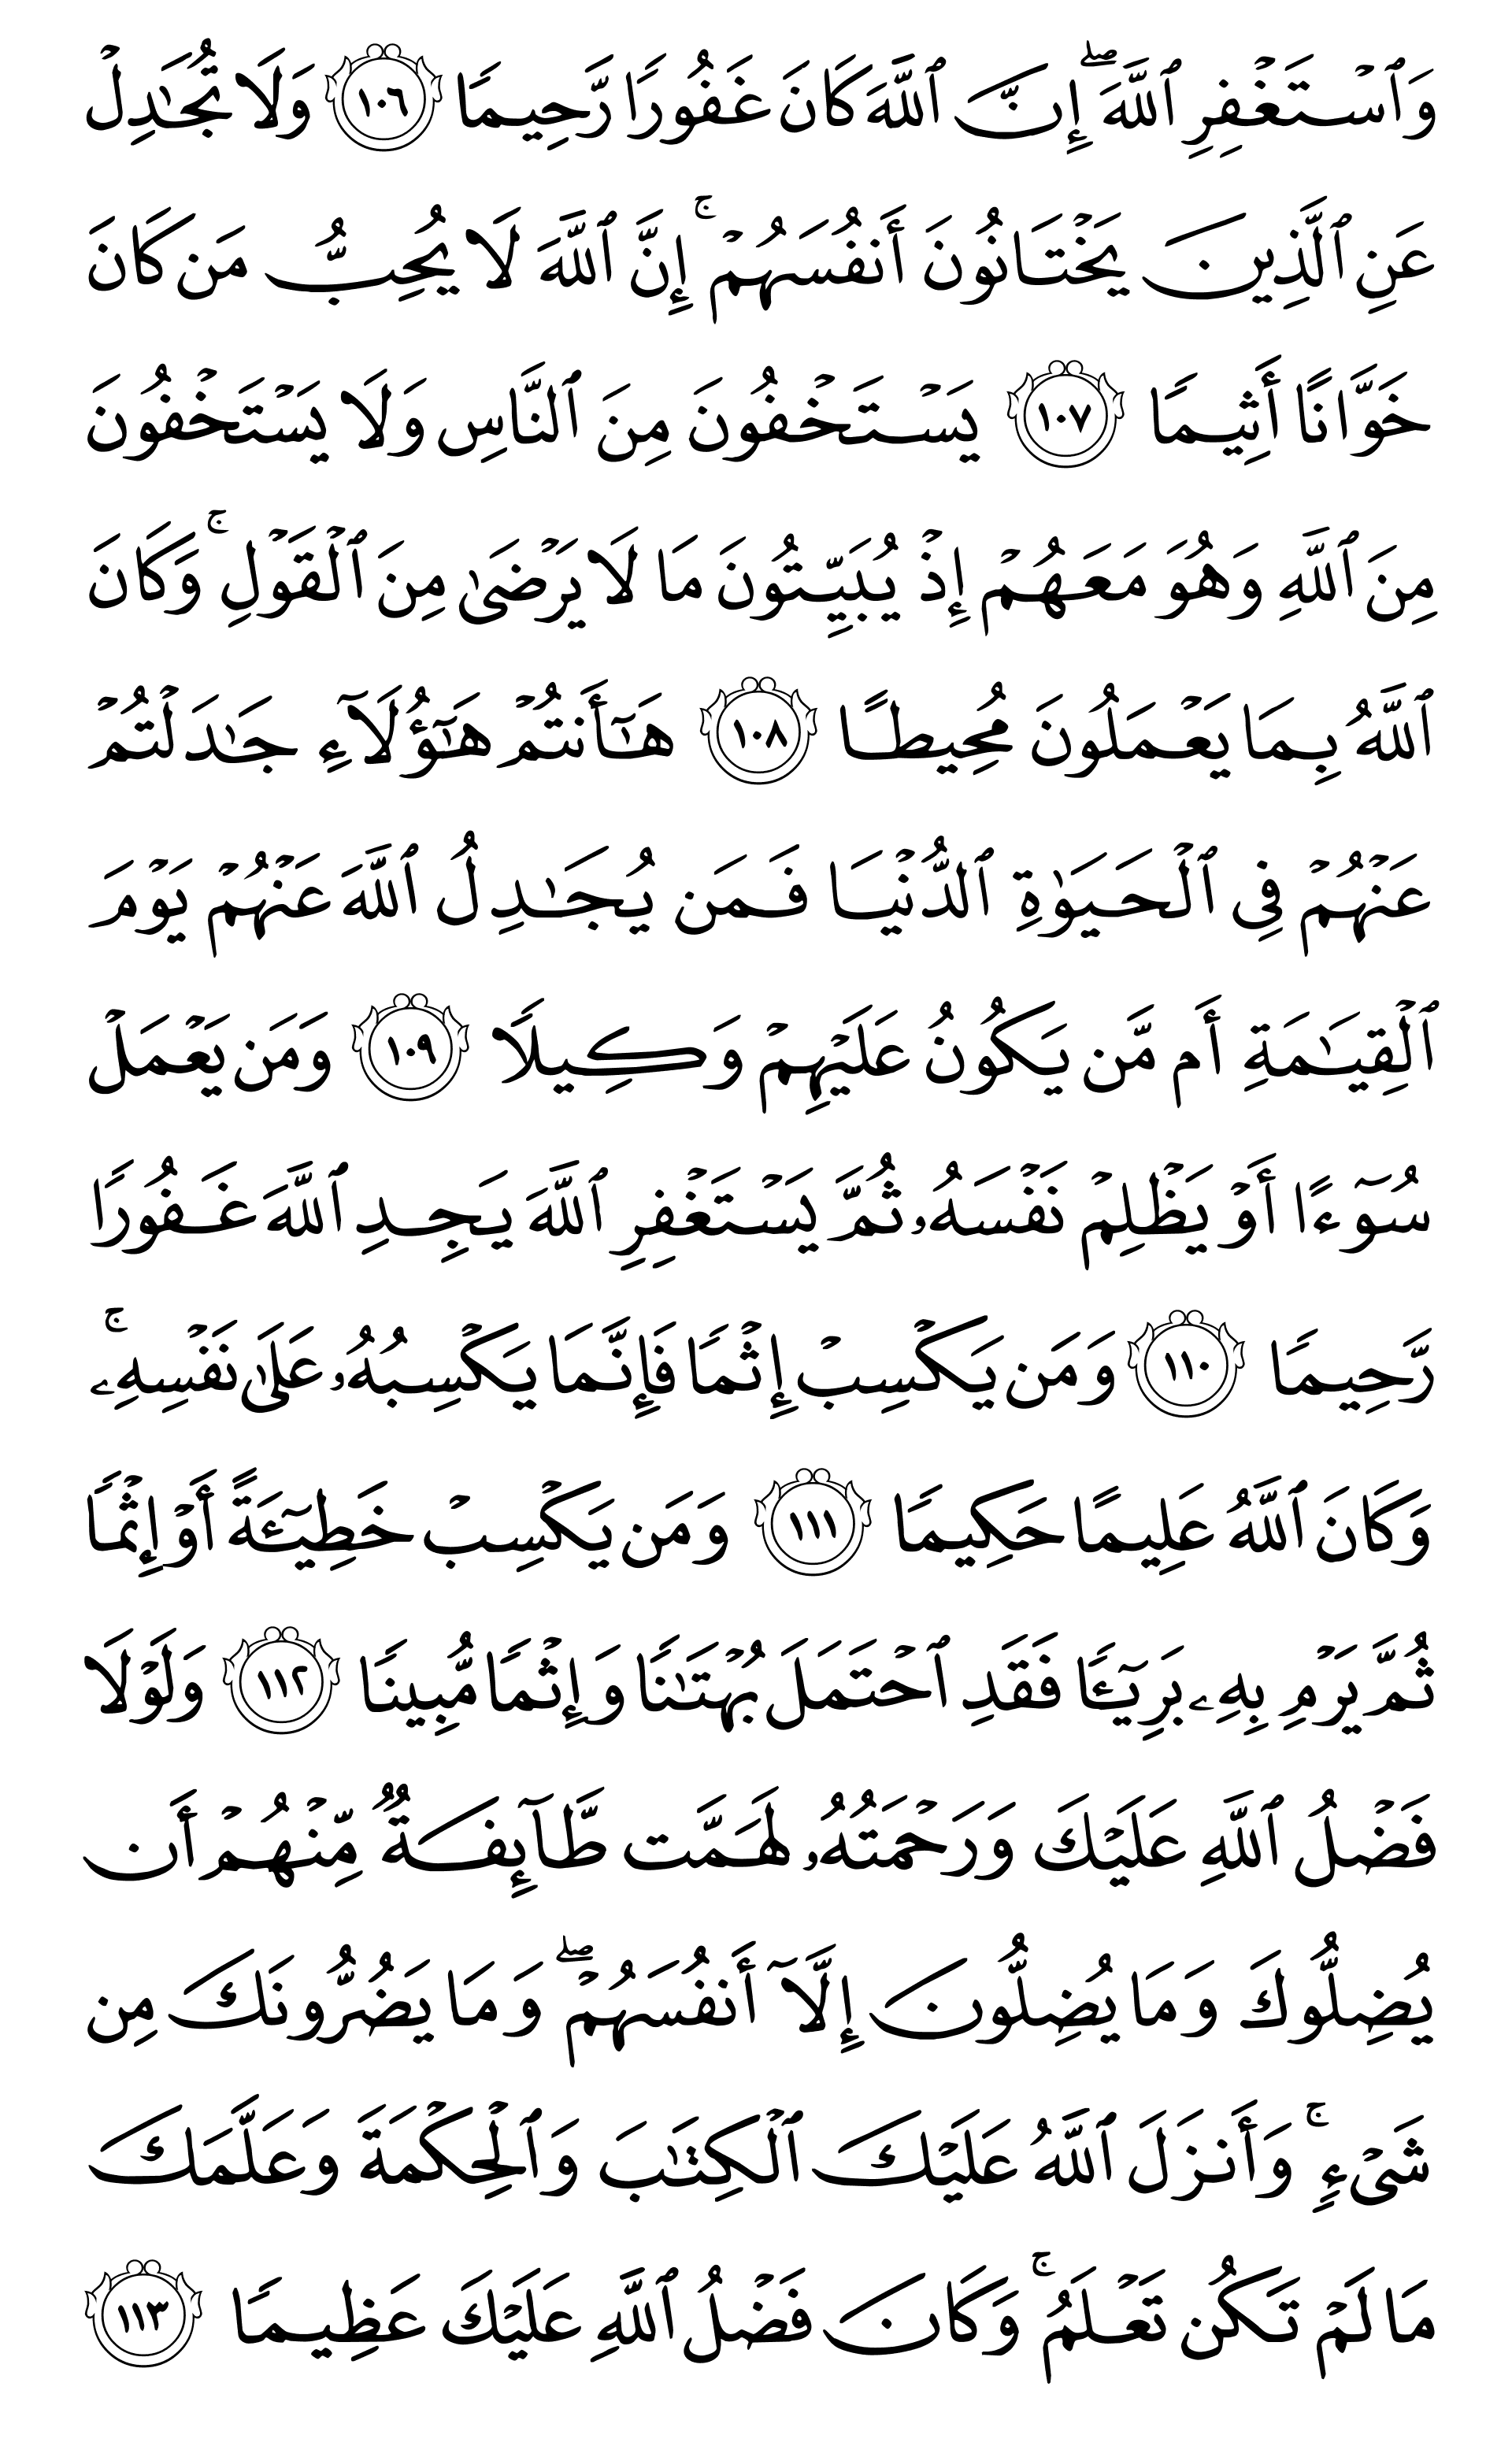 وَٱسْتَغْفِرِ ٱللَّهَ ۖ إِنَّ ٱللَّهَ كَانَ غَفُورًا رَّحِيمًا ١٠٦ وَلَا تُجَٰدِلْ
عَنِ ٱلَّذِينَ يَخْتَانُونَ أَنفُسَهُمْ ۚ إِنَّ ٱللَّهَ لَا يُحِبُّ مَن كَانَ
خَوَّانًا أَثِيمًا ١٠٧ يَسْتَخْفُونَ مِنَ ٱلنَّاسِ وَلَا يَسْتَخْفُونَ
مِنَ ٱللَّهِ وَهُوَ مَعَهُمْ إِذْ يُبَيِّتُونَ مَا لَا يَرْضَىٰ مِنَ ٱلْقَوْلِ ۚ وَكَانَ
ٱللَّهُ بِمَا يَعْمَلُونَ مُحِيطًا ١٠٨ هَٰٓأَنتُمْ هَٰٓؤُلَآءِ جَٰدَلْتُمْ
عَنْهُمْ فِى ٱلْحَيَوٰةِ ٱلدُّنْيَا فَمَن يُجَٰدِلُ ٱللَّهَ عَنْهُمْ يَوْمَ
ٱلْقِيَٰمَةِ أَم مَّن يَكُونُ عَلَيْهِمْ وَكِيلًا ١٠٩ وَمَن يَعْمَلْ
سُوٓءًا أَوْ يَظْلِمْ نَفْسَهُۥ ثُمَّ يَسْتَغْفِرِ ٱللَّهَ يَجِدِ ٱللَّهَ غَفُورًا
رَّحِيمًا ١١٠ وَمَن يَكْسِبْ إِثْمًا فَإِنَّمَا يَكْسِبُهُۥ عَلَىٰ نَفْسِهِۦ ۚ
وَكَانَ ٱللَّهُ عَلِيمًا حَكِيمًا ١١١ وَمَن يَكْسِبْ خَطِيٓـَٔةً أَوْ إِثْمًا
ثُمَّ يَرْمِ بِهِۦ بَرِيٓـًٔا فَقَدِ ٱحْتَمَلَ بُهْتَٰنًا وَإِثْمًا مُّبِينًا ١١٢ وَلَوْلَا
فَضْلُ ٱللَّهِ عَلَيْكَ وَرَحْمَتُهُۥ لَهَمَّت طَّآئِفَةٌ مِّنْهُمْ أَن
يُضِلُّوكَ وَمَا يُضِلُّونَ إِلَّآ أَنفُسَهُمْ ۖ وَمَا يَضُرُّونَكَ مِن
شَىْءٍ ۚ وَأَنزَلَ ٱللَّهُ عَلَيْكَ ٱلْكِتَٰبَ وَٱلْحِكْمَةَ وَعَلَّمَكَ
مَا لَمْ تَكُن تَعْلَمُ ۚ وَكَانَ فَضْلُ ٱللَّهِ عَلَيْكَ عَظِيمًا ١١٣